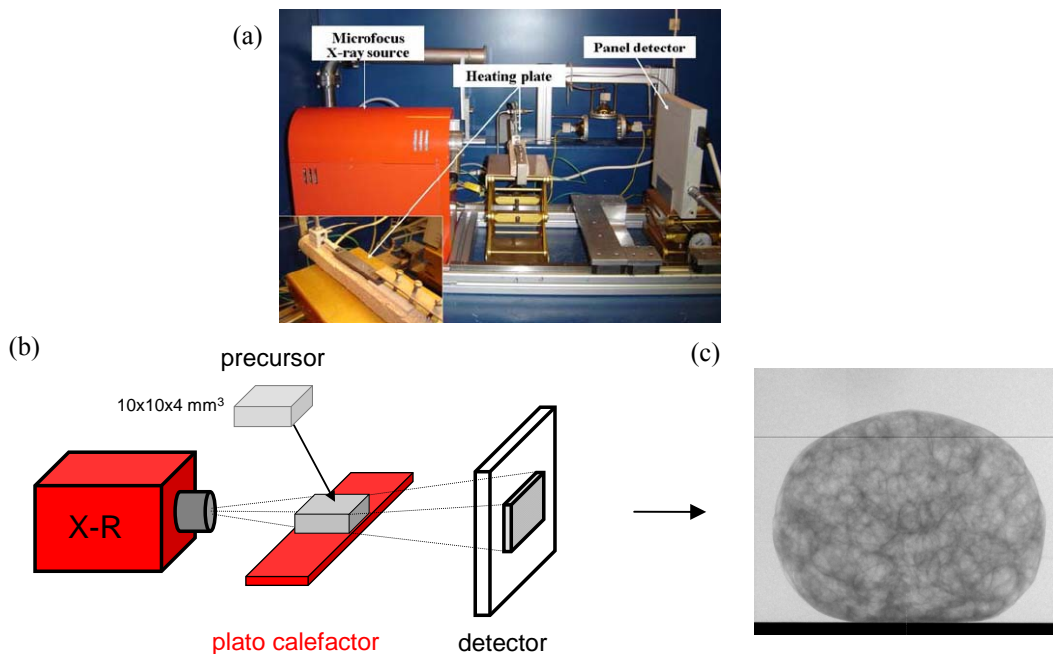 (a)
Microfocus
X-ray source
Heating plate
Panel detector
(b)
(c)
precursor
10x10x4 mm³
X-R
plato calefactor
detector